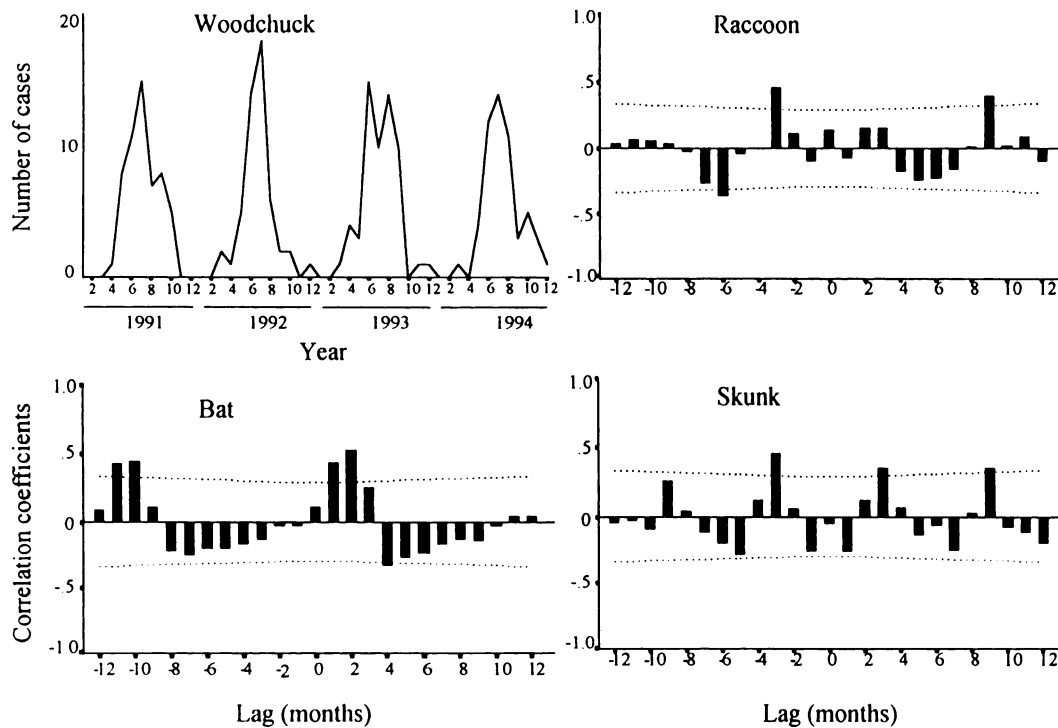 Woodchuck
Number of cases
20
10
0
2 4 6 8 10 12 2 4 6 8 10 12 2 4 6 8 10 12 2 4 6 8 10 12
1991 1992 1993 1994
Year
Raccoon
1.0
.5
0
-.5
-1.0
-12 -10 -8 -6 -4 -2 0 2 4 6 8 10 12
Bat
Correlation coefficients
1.0
.5
0
-.5
-1 0
-12 -10 -8 -6 -4 -2 0 2 4 6 8 10 12
Lag (months)
Skunk
1.0
.5
0
-.5
-1.0
-12 -10 -8 -6 -4 -2 0 2 4 6 8 10 12
Lag (months)